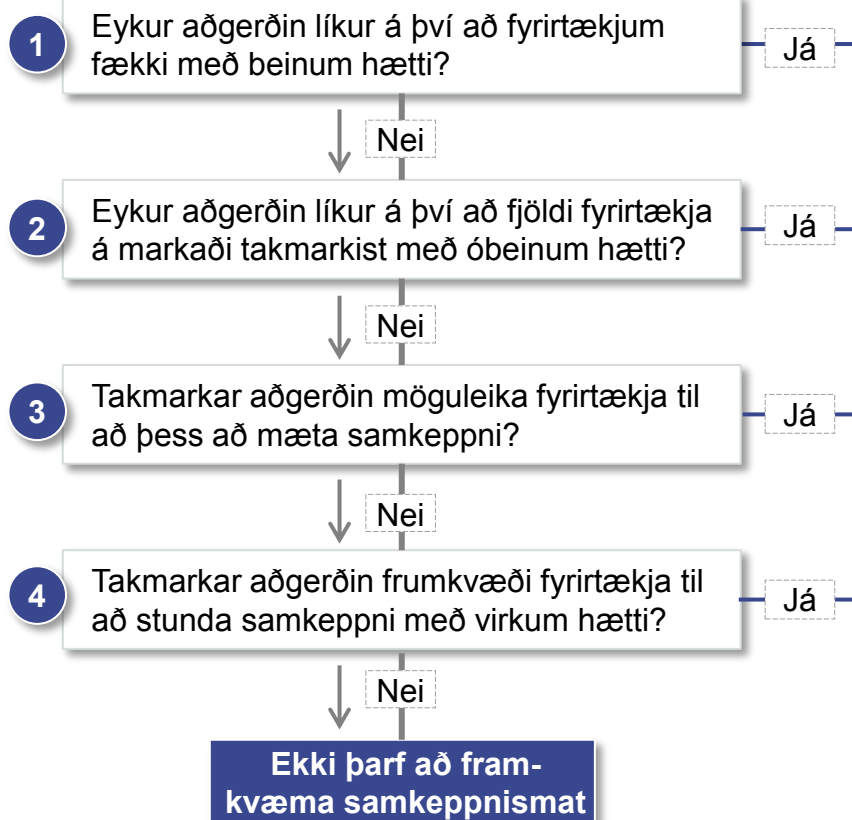 1
Eykur aðgerðin líkur á því að fyrirtækjum
fækki með beinum hætti?
Já
Nei
2
Eykur aðgerðin líkur á því að fjöldi fyrirtækja
á markaði takmarkist með óbeinum hætti?
Já
Nei
3
Takmarkar aðgerðin möguleika fyrirtækja til
að þess að mæta samkeppni?
Já
Nei
4
Takmarkar aðgerðin frumkvæði fyrirtækja til
að stunda samkeppni með virkum hætti?
Já
Nei
Ekki þarf að fram-
kvæma samkeppnismat